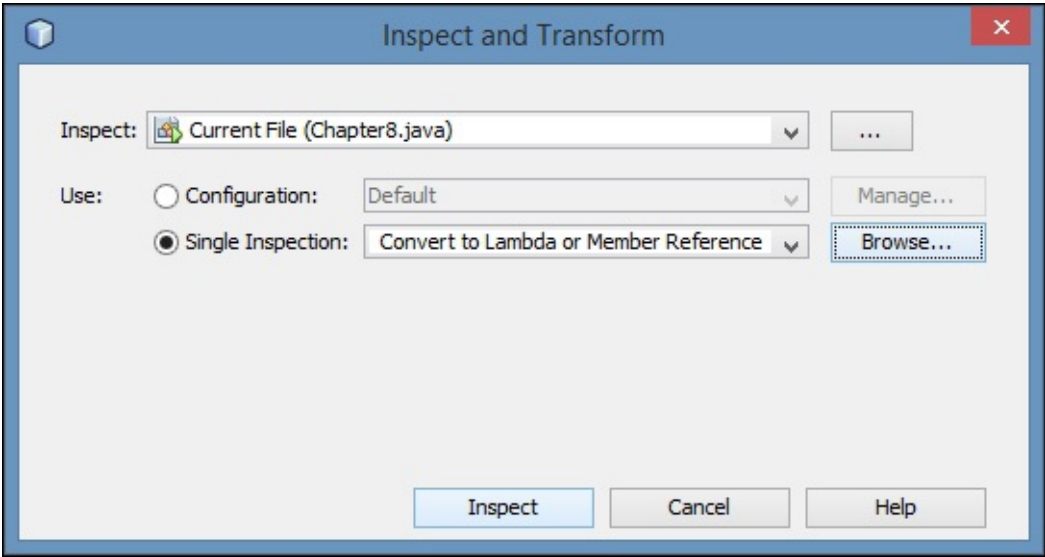 Inspect and Transform
Inspect: Current File (Chapter8.java) ...
Use: Configuration: Default Manage...
Single Inspection: Convert to Lambda or Member Reference Browse...
Inspect Cancel Help